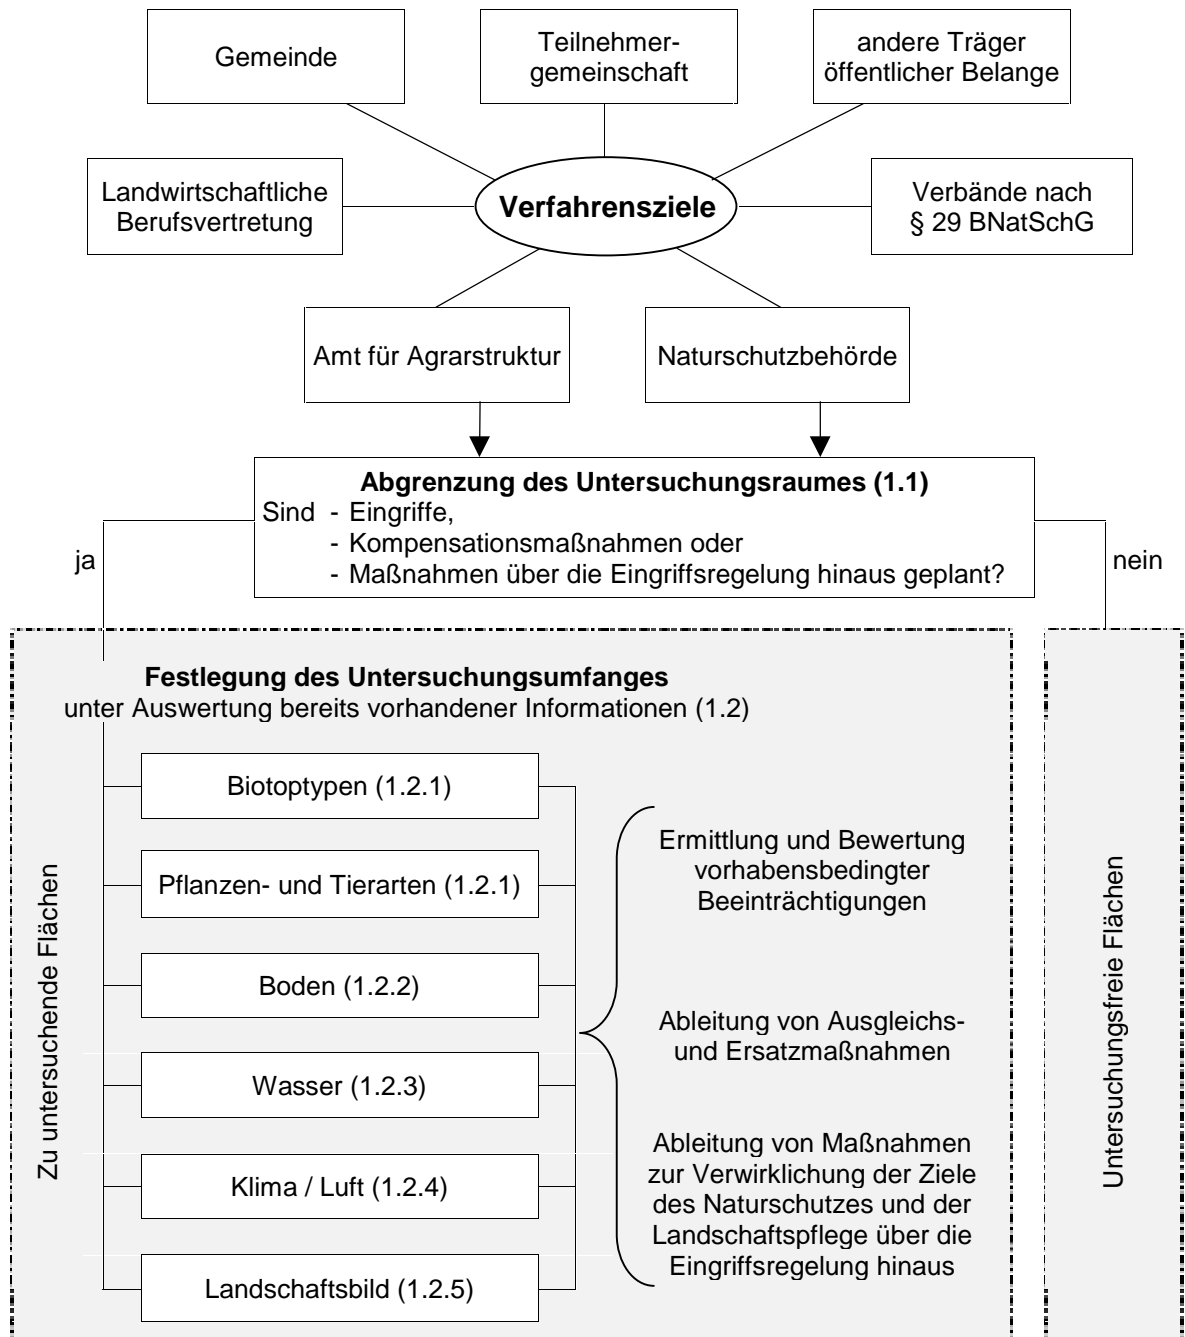 Gemeinde
Teilnehmer-
gemeinschaft
andere Träger
öffentlicher Belange
Landwirtschaftliche
Berufsvertretung
Verfahrensziele
Verbände nach
§ 29 BNatSchG
Amt für Agrarstruktur
Naturschutzbehörde
Abgrenzung des Untersuchungsraumes (1.1)
Sind - Eingriffe,
- Kompensationsmaßnahmen oder
- Maßnahmen über die Eingriffsregelung hinaus geplant?
ja
nein
Festlegung des Untersuchungsumfanges
unter Auswertung bereits vorhandener Informationen (1.2)
Zu untersuchende Flächen
Biotoptypen (1.2.1)
Pflanzen- und Tierarten (1.2.1)
Boden (1.2.2)
Wasser (1.2.3)
Klima / Luft (1.2.4)
Landschaftsbild (1.2.5)
Ermittlung und Bewertung
vorhabensbedingter
Beeinträchtigungen
Ableitung von Ausgleichs-
und Ersatzmaßnahmen
Ableitung von Maßnahmen
zur Verwirklichung der Ziele
des Naturschutzes und der
Landschaftspflege über die
Eingriffsregelung hinaus
Untersuchungsfreie Flächen